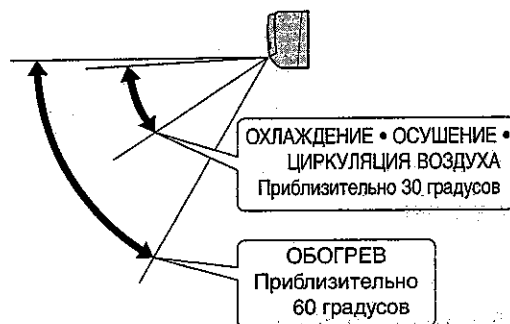 ОХЛАЖДЕНИЕ • ОСУШЕНИЕ •
ЦИРКУЛЯЦИЯ ВОЗДУХА
Приблизительно 30 градусов
ОБОГРЕВ
Приблизительно
60 градусов